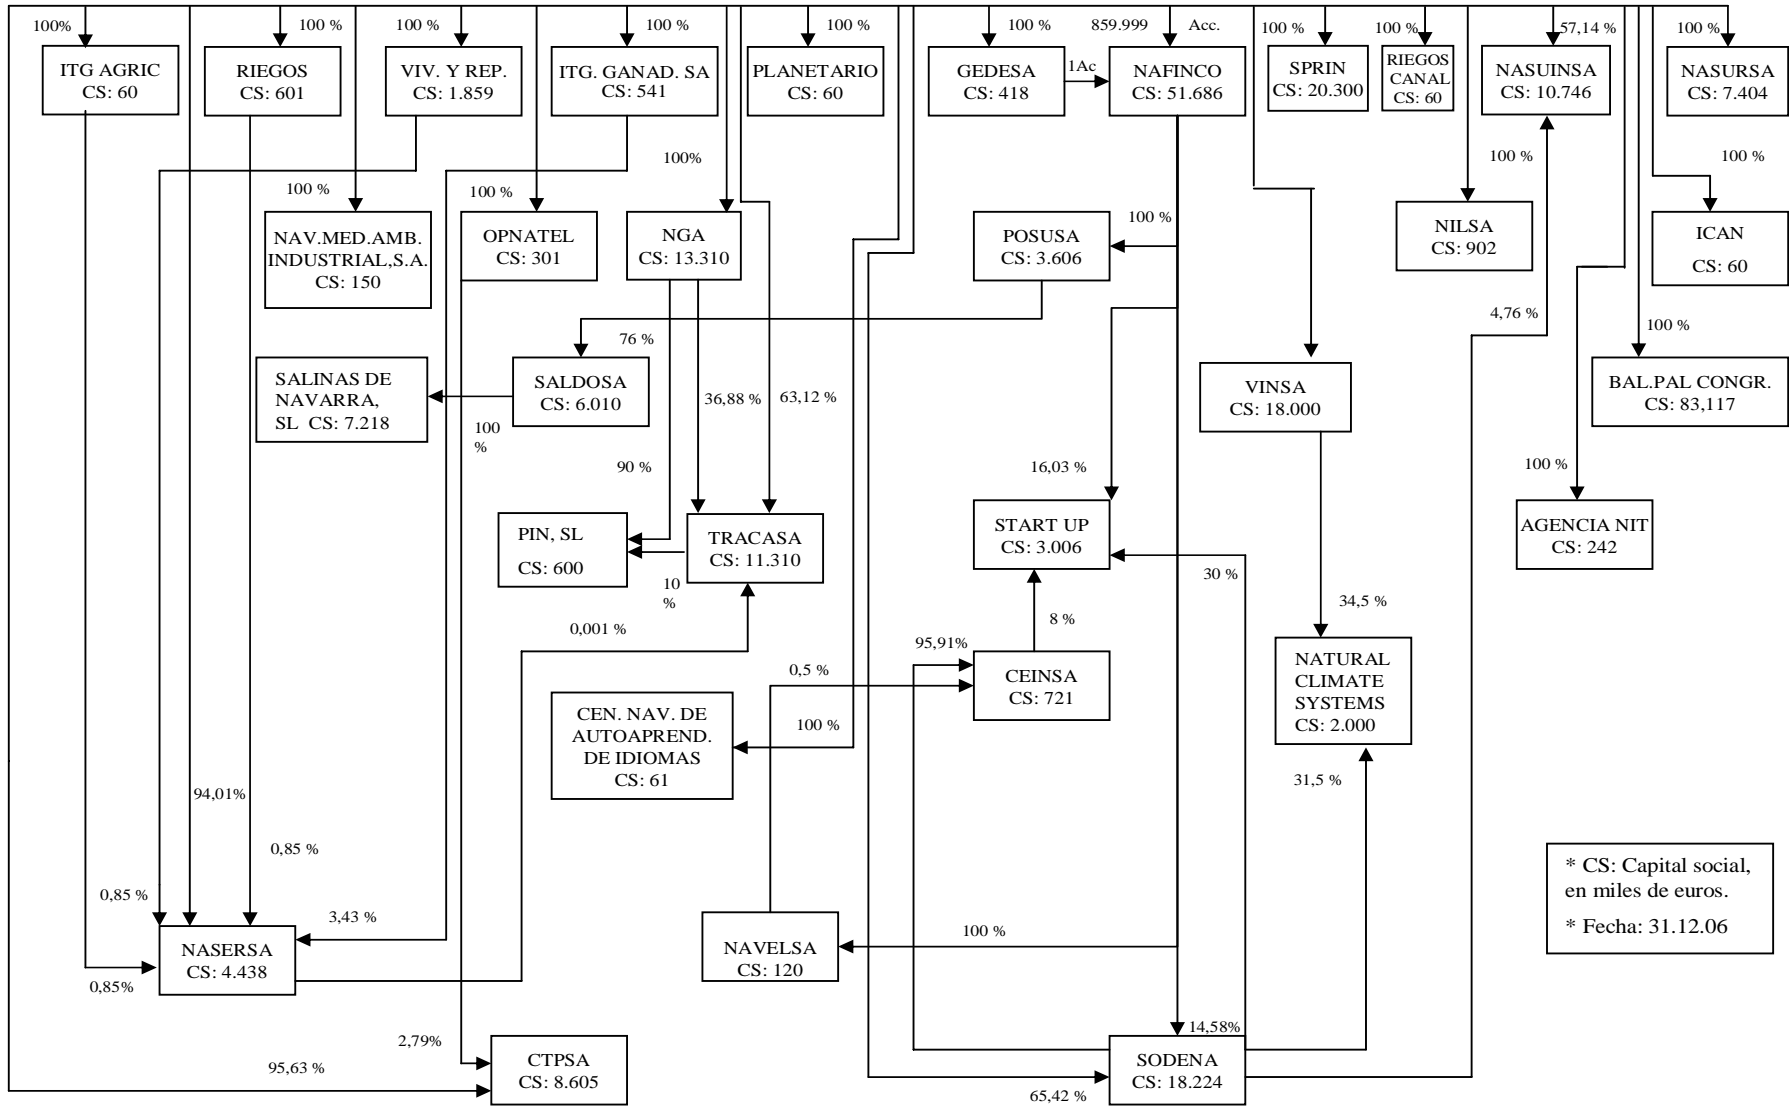 100%
100 %
100 %
100 %
100 %
100 %
859.999
Acc.
100 %
100 %
57,14 %
100 %
ITG AGRIC
CS: 60
RIEGOS
CS: 601
VIV. Y REP.
CS: 1.859
ITG. GANAD. SA
CS: 541
PLANETARIO
CS: 60
GEDESA
CS: 418
1Ac
NAFINCO
CS: 51.686
SPRIN
CS: 20.300
RIEGOS
CANAL
CS: 60
NASUINSA
CS: 10.746
NASURSA
CS: 7.404
100 %
100 %
100%
100 %
100 %
NAV.MED.AMB.
INDUSTRIAL,S.A.
CS: 150
OPNATEL
CS: 301
NGA
CS: 13.310
POSUSA
CS: 3.606
100 %
NILSA
CS: 902
ICAN
CS: 60
76 %
4,76 %
100 %
SALINAS DE
NAVARRA,
SL CS: 7.218
SALDOSA
CS: 6.010
36,88 %
63,12 %
VINSA
CS: 18.000
BAL.PAL CONGR.
CS: 83,117
100
%
90 %
16,03 %
100 %
PIN, SL
CS: 600
TRACASA
CS: 11.310
START UP
CS: 3.006
AGENCIA NIT
CS: 242
10
%
30 %
0,001 %
8 %
34,5 %
95,91%
0,5 %
CEINSA
CS: 721
NATURAL
CLIMATE
SYSTEMS
CS: 2.000
CEN. NAV. DE
AUTOAPREND.
DE IDIOMAS
CS: 61
100 %
94,01%
31,5 %
0,85 %
0,85 %
3,43 %
* CS: Capital social,
en miles de euros.
* Fecha: 31.12.06
NASERSA
CS: 4.438
NAVELSA
CS: 120
100 %
0,85%
2,79%
14,58%
95,63 %
CTPSA
CS: 8.605
SODENA
CS: 18.224
65,42 %